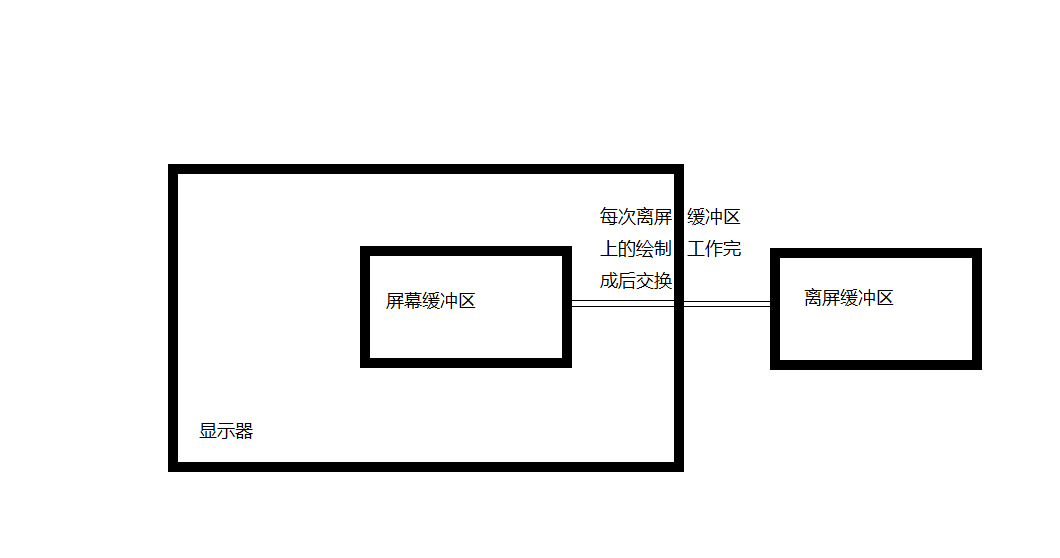 每次离屏 缓冲区
上的绘制 工作完
成后交换
屏幕缓冲区
离屏缓冲区
显示器